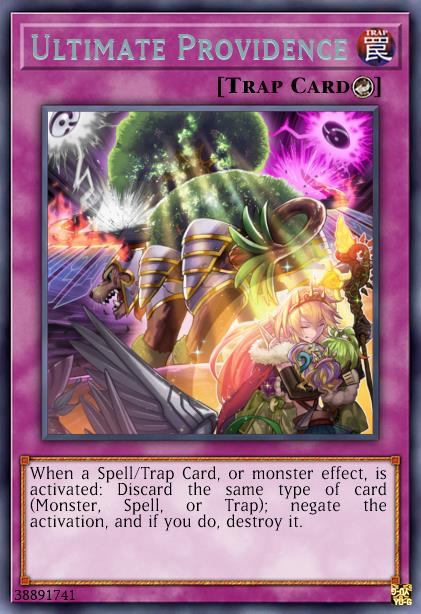 Ultimate Providence
TRAP
罠
[Trap Card]
When a Spell/Trap Card, or monster effect, is
activated: Discard the same type of card
(Monster, Spell, or Trap); negate the
activation, and if you do, destroy it.
38891741